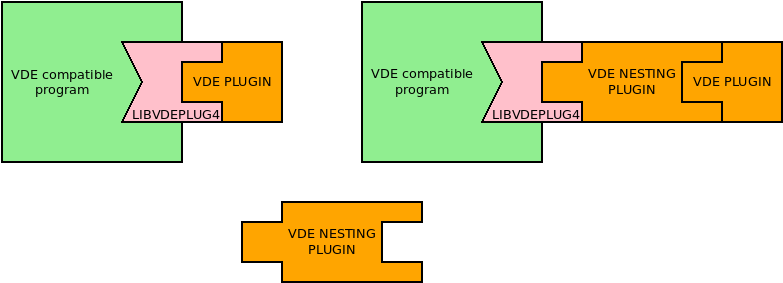 VDE compatible
program
VDE PLUGIN
LIBVDEPLUG4
VDE compatible
program
VDE NESTING
PLUGIN
VDE PLUGIN
LIBVDEPLUG4
VDE NESTING
PLUGIN